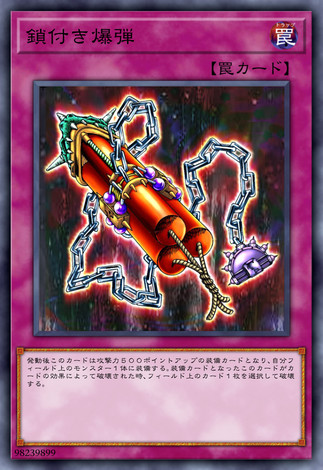 鎖付き爆弾
トラップ
罠
【罠カード】
発動後このカードは攻撃力５００ポイントアップの装備カードとなり、自分フ
ィールド上のモンスター１体に装備する。装備カードとなったこのカードがカ
ードの効果によって破壊された時、フィールド上のカード１枚を選択して破壊
する。
98239899